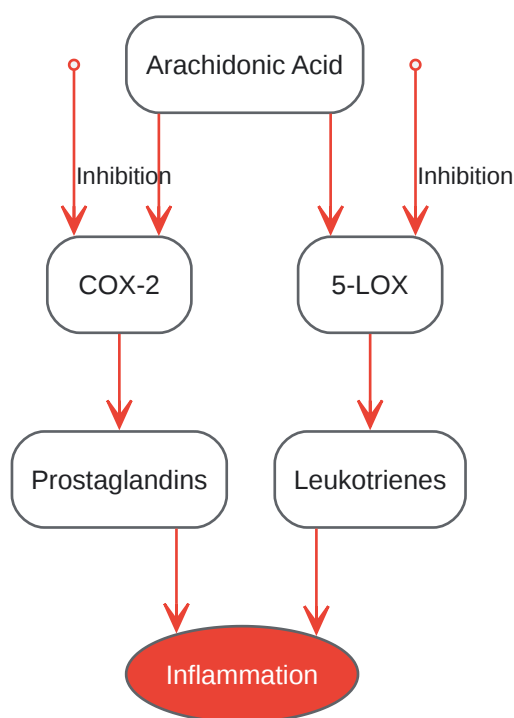 Arachidonic Acid
Inhibition
Inhibition
COX-2
5-LOX
Prostaglandins
Leukotrienes
Inflammation